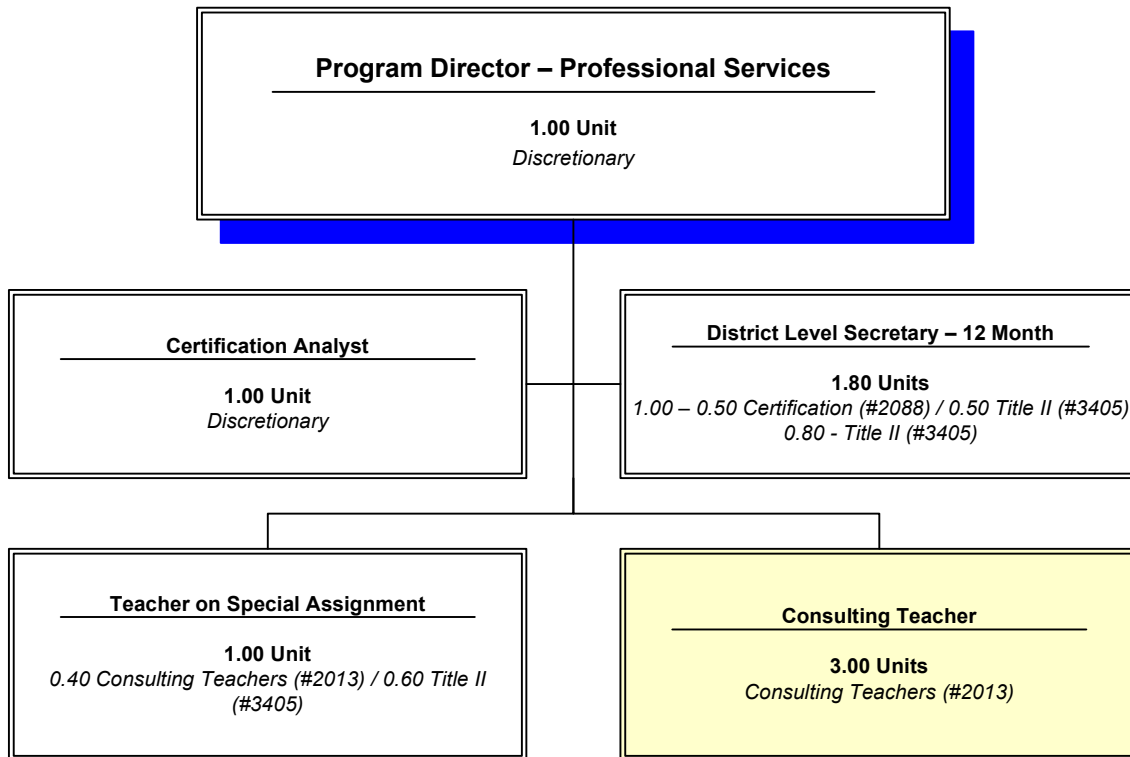 Program Director – Professional Services
1.00 Unit
Discretionary
Certification Analyst
1.00 Unit
Discretionary
District Level Secretary – 12 Month
1.80 Units
1.00 – 0.50 Certification (#2088) / 0.50 Title II (#3405)
0.80 - Title II (#3405)
Teacher on Special Assignment
1.00 Unit
0.40 Consulting Teachers (#2013) / 0.60 Title II
(#3405)
Consulting Teacher
3.00 Units
Consulting Teachers (#2013)